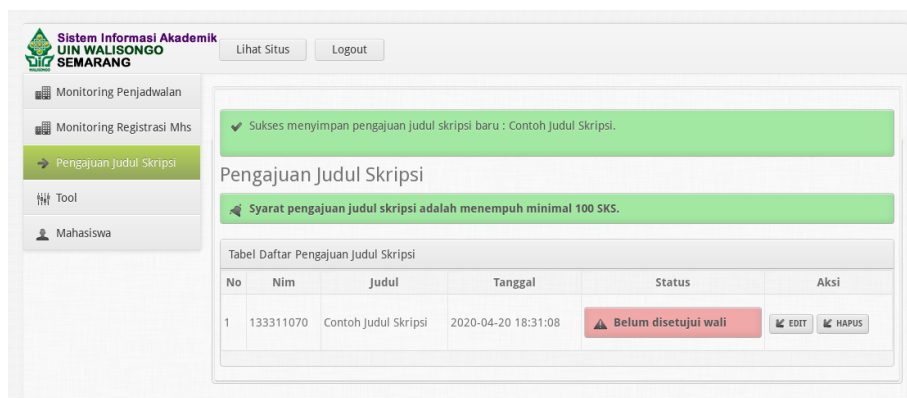 Sistem Informasi Akademik
UIN WALISONGO
SEMARANG
WALISONGO
Lihat Situs
Logout
Monitoring Penjadwalan
Monitoring Registrasi Mhs
Pengajuan Judul Skripsi
Tool
Mahasiswa
Sukses menyimpan pengajuan judul skripsi baru : Contoh Judul Skripsi.
Pengajuan Judul Skripsi
Syarat pengajuan judul skripsi adalah menempuh minimal 100 SKS.
Tabel Daftar Pengajuan Judul Skripsi
No Nim Judul Tanggal Status Aksi
1 133311070 Contoh Judul Skripsi 2020-04-20 18:31:08 Belum disetujui wali EDIT HAPUS